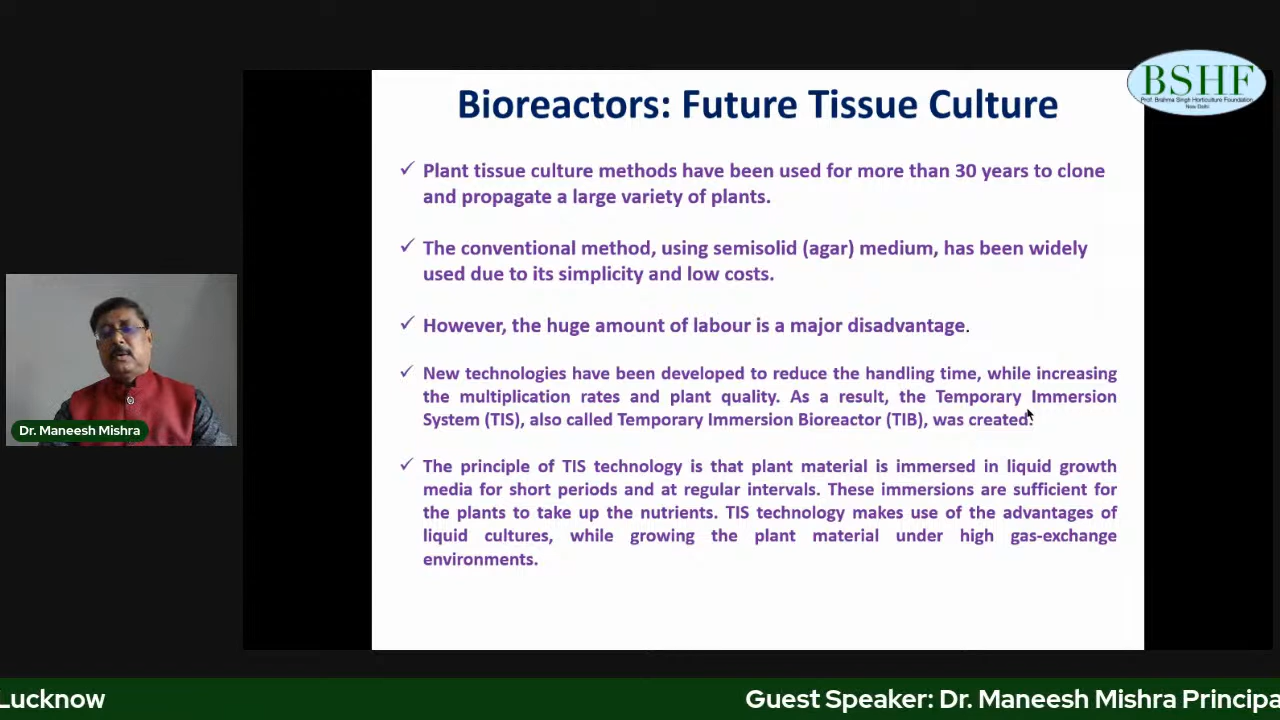 BSHF
Prof. Brahma Singh Horticulture Foundation
New Delhi
Bioreactors: Future Tissue Culture
✓ Plant tissue culture methods have been used for more than 30 years to clone
and propagate a large variety of plants.
✓ The conventional method, using semisolid (agar) medium, has been widely
used due to its simplicity and low costs.
✓ However, the huge amount of labour is a major disadvantage.
✓ New technologies have been developed to reduce the handling time, while increasing
the multiplication rates and plant quality. As a result, the Temporary Immersion
System (TIS), also called Temporary Immersion Bioreactor (TIB), was created.
✓ The principle of TIS technology is that plant material is immersed in liquid growth
media for short periods and at regular intervals. These immersions are sufficient for
the plants to take up the nutrients. TIS technology makes use of the advantages of
liquid cultures, while growing the plant material under high gas-exchange
environments.
Dr. Maneesh Mishra
Lucknow
Guest Speaker: Dr. Maneesh Mishra Principa